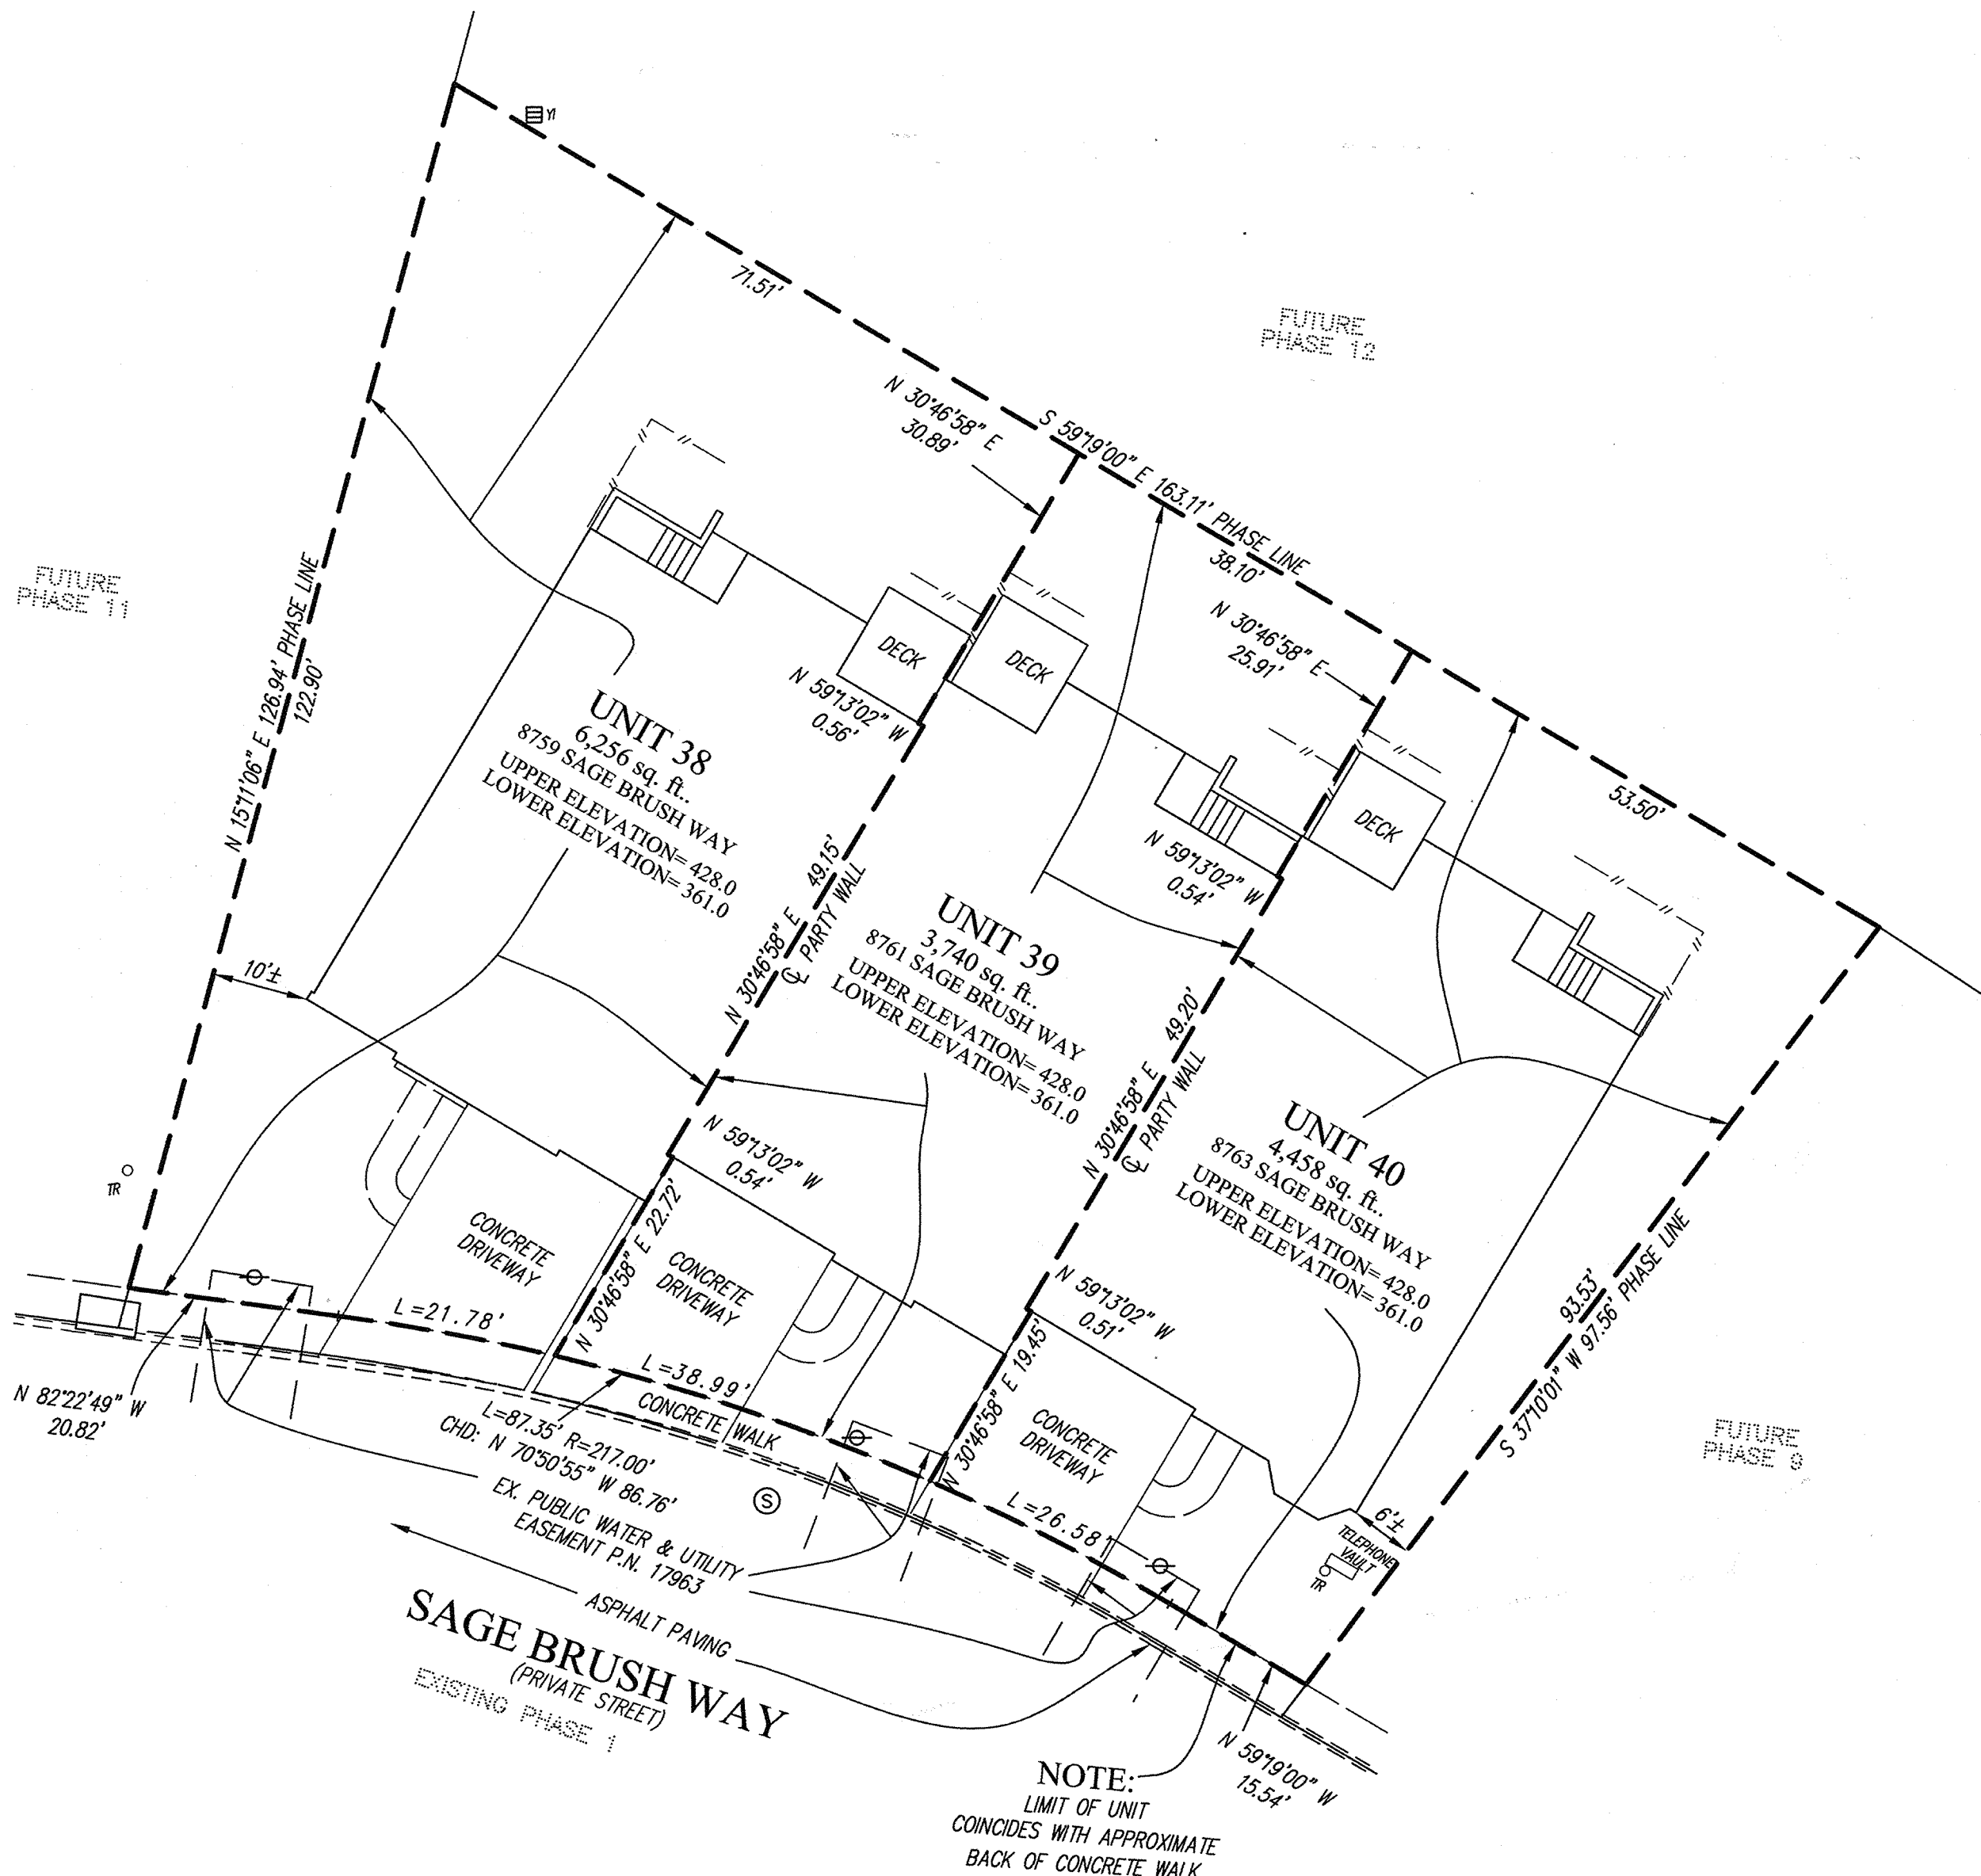 71.51'
FUTURE
PHASE 12
N 30°46'58" E
30.89'
S 59°19'00" E 163.11' PHASE LINE
38.10'
N 30°46'58" E
25.91'
53.50'
FUTURE
PHASE 11
N 15°11'06" E 126.94' PHASE LINE
122.90'
DECK
DECK
DECK
N 59°13'02" W
0.56'
N 59°13'02" W
0.54'
UNIT 38
6,256 sq. ft..
8759 SAGE BRUSH WAY
UPPER ELEVATION= 428.0
LOWER ELEVATION= 361.0
N 30°46'58" E 49.15'
℄ PARTY WALL
UNIT 39
3,740 sq. ft..
8761 SAGE BRUSH WAY
UPPER ELEVATION= 428.0
LOWER ELEVATION= 361.0
N 30°46'58" E 49.20'
℄ PARTY WALL
UNIT 40
4,458 sq. ft..
8763 SAGE BRUSH WAY
UPPER ELEVATION= 428.0
LOWER ELEVATION= 361.0
10'±
TR
N 59°13'02" W
0.54'
CONCRETE
DRIVEWAY
N 30°46'58" E 22.72'
CONCRETE
DRIVEWAY
N 59°13'02" W
0.51'
N 30°46'58" E 19.45'
CONCRETE
DRIVEWAY
93.53'
S 37°10'01" W 97.56' PHASE LINE
FUTURE
PHASE 9
6'±
TELEPHONE
VAULT
TR
L=21.78'
L=38.99'
L=26.58'
CONCRETE WALK
N 82°22'49" W
20.82'
L=87.35' R=217.00'
CHD: N 70°50'55" W 86.76'
S
EX. PUBLIC WATER & UTILITY
EASEMENT P.N. 17963
ASPHALT PAVING
SAGE BRUSH WAY
(PRIVATE STREET)
EXISTING PHASE 1
N 59°19'00" W
15.54'
NOTE:
LIMIT OF UNIT
COINCIDES WITH APPROXIMATE
BACK OF CONCRETE WALK